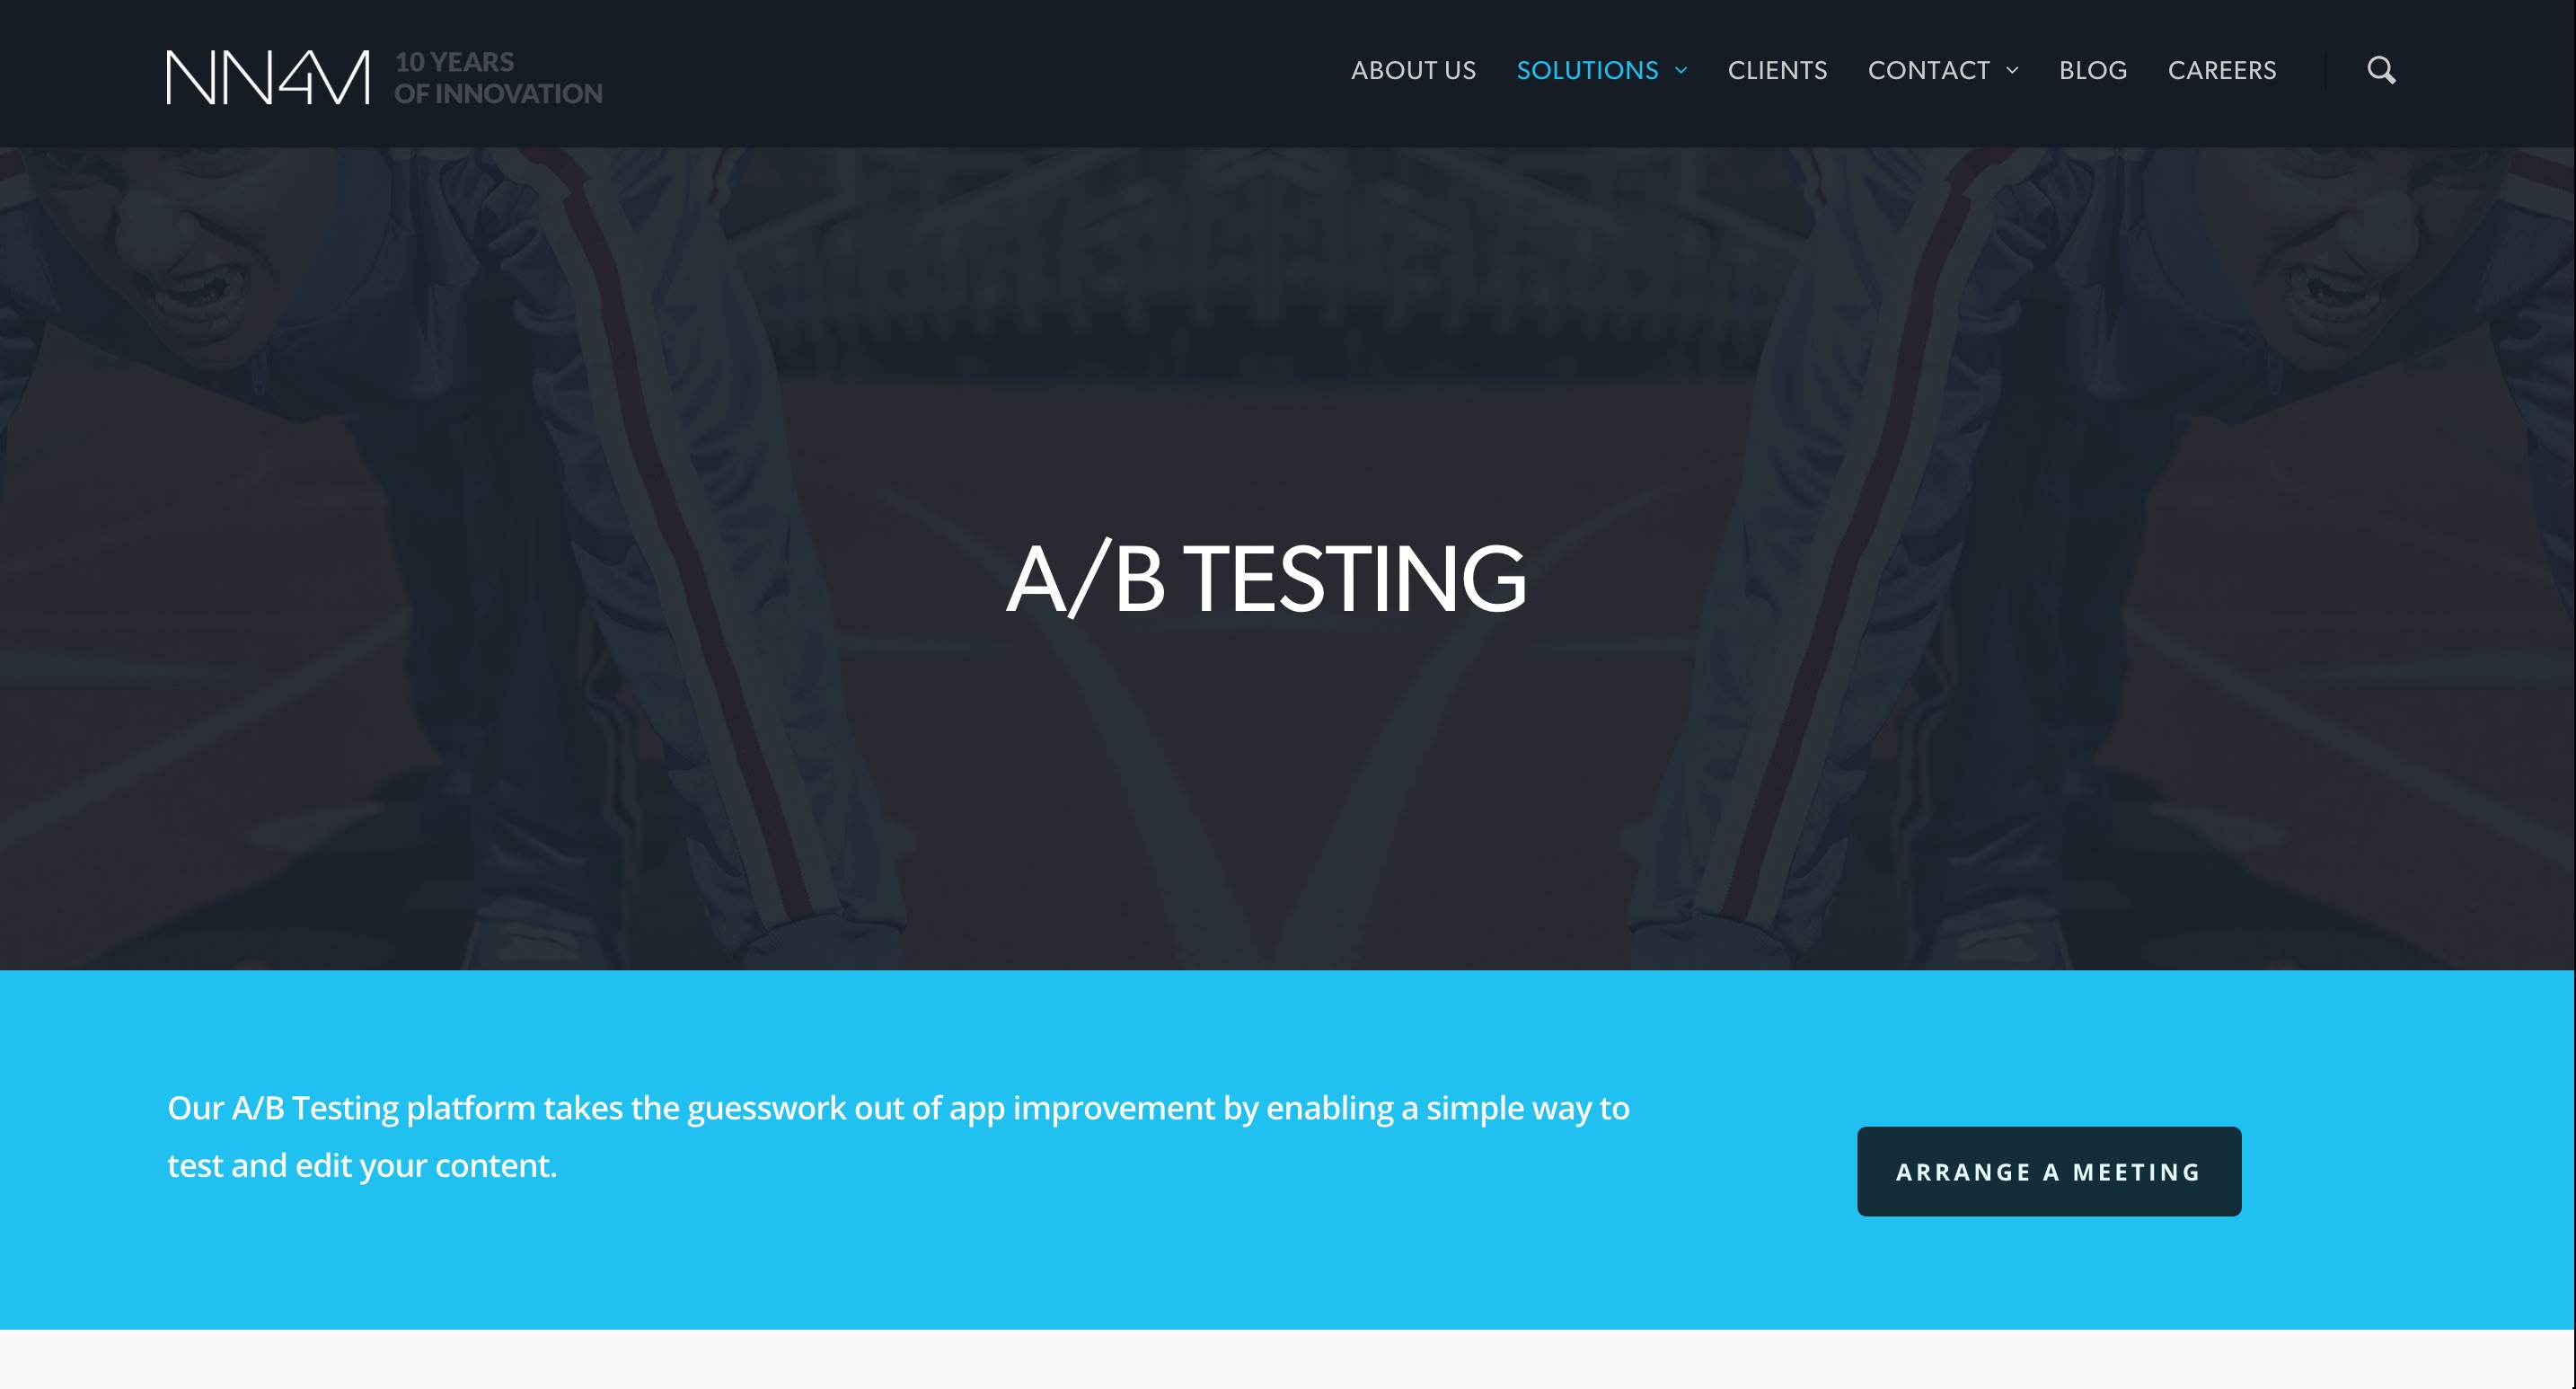 NN4M
10 YEARS
OF INNOVATION
ABOUT US SOLUTIONS CLIENTS CONTACT BLOG CAREERS
A/B TESTING
Our A/B Testing platform takes the guesswork out of app improvement by enabling a simple way to
test and edit your content.
ARRANGE A MEETING